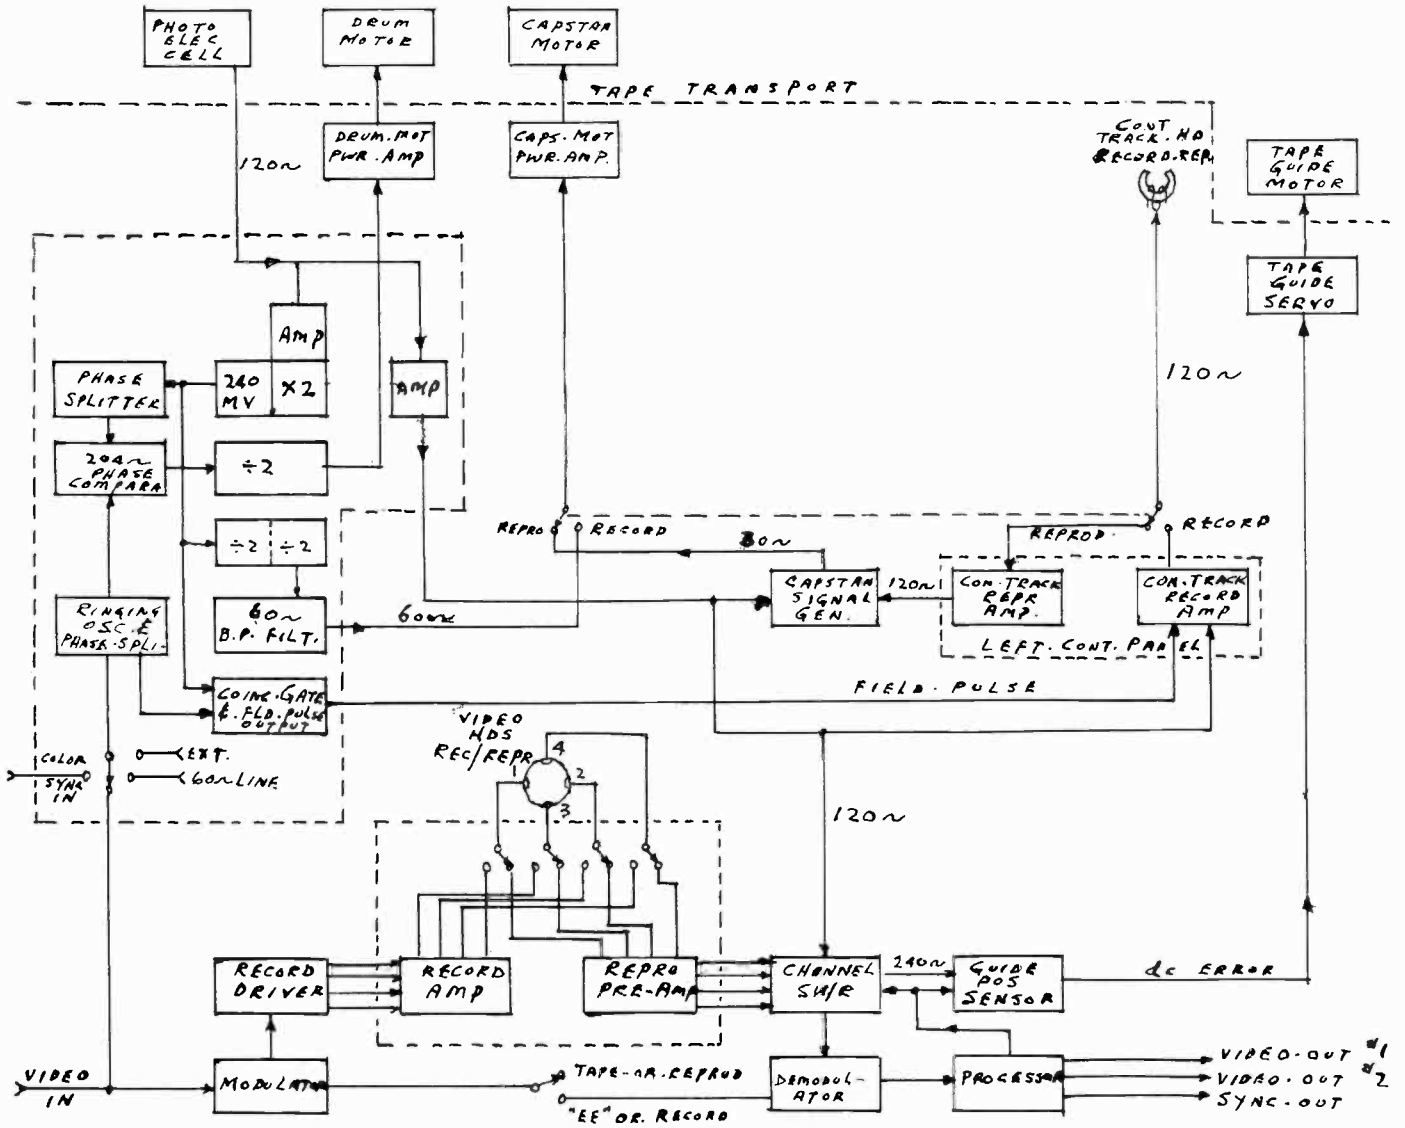 PHOTO
ELEC
CELL
DRUM
MOTOR
CAPSTAN
MOTOR
TAPE TRANSPORT
DRUM.MOT
PWR.AMP
CAPS.MOT
PWR.AMP.
CONT
TRACK.HD
RECORD.REP.
TAPE
GUIDE
MOTOR
120~
TAPE
GUIDE
SERVO
AMP
PHASE
SPLITTER
240
MV
X2
AMP
120~
204~
PHASE
COMPARA
÷2
REPRO
RECORD
REPROD.
RECORD
÷2
÷2
30~
RINGING
OSC.E
PHASE.SPLI-
60~
B.P. FILT.
60~
CAPSTAN
SIGNAL
GEN.
120~
CON.TRACK
REPR
AMP.
CON.TRACK
RECORD
AMP
LEFT.CONT.PANEL
COINC.GATE
&.FLD.PULSE
OUTPUT
FIELD.PULSE
VIDEO
HDS
REC/REPR
4
2
3
COLOR
SYNC
IN
EXT.
60~LINE
120~
RECORD
DRIVER
RECORD
AMP
REPRO
PRE-AMP
CHANNEL
SW/R
240~
GUIDE
POS
SENSOR
dc ERROR
VIDEO
IN
MODULATOR
TAPE-OR.REPROD
"EE" OR. RECORD
DEMODUL-
ATOR
PROCESSOR
VIDEO.OUT #1
VIDEO.OUT #2
SYNC.OUT